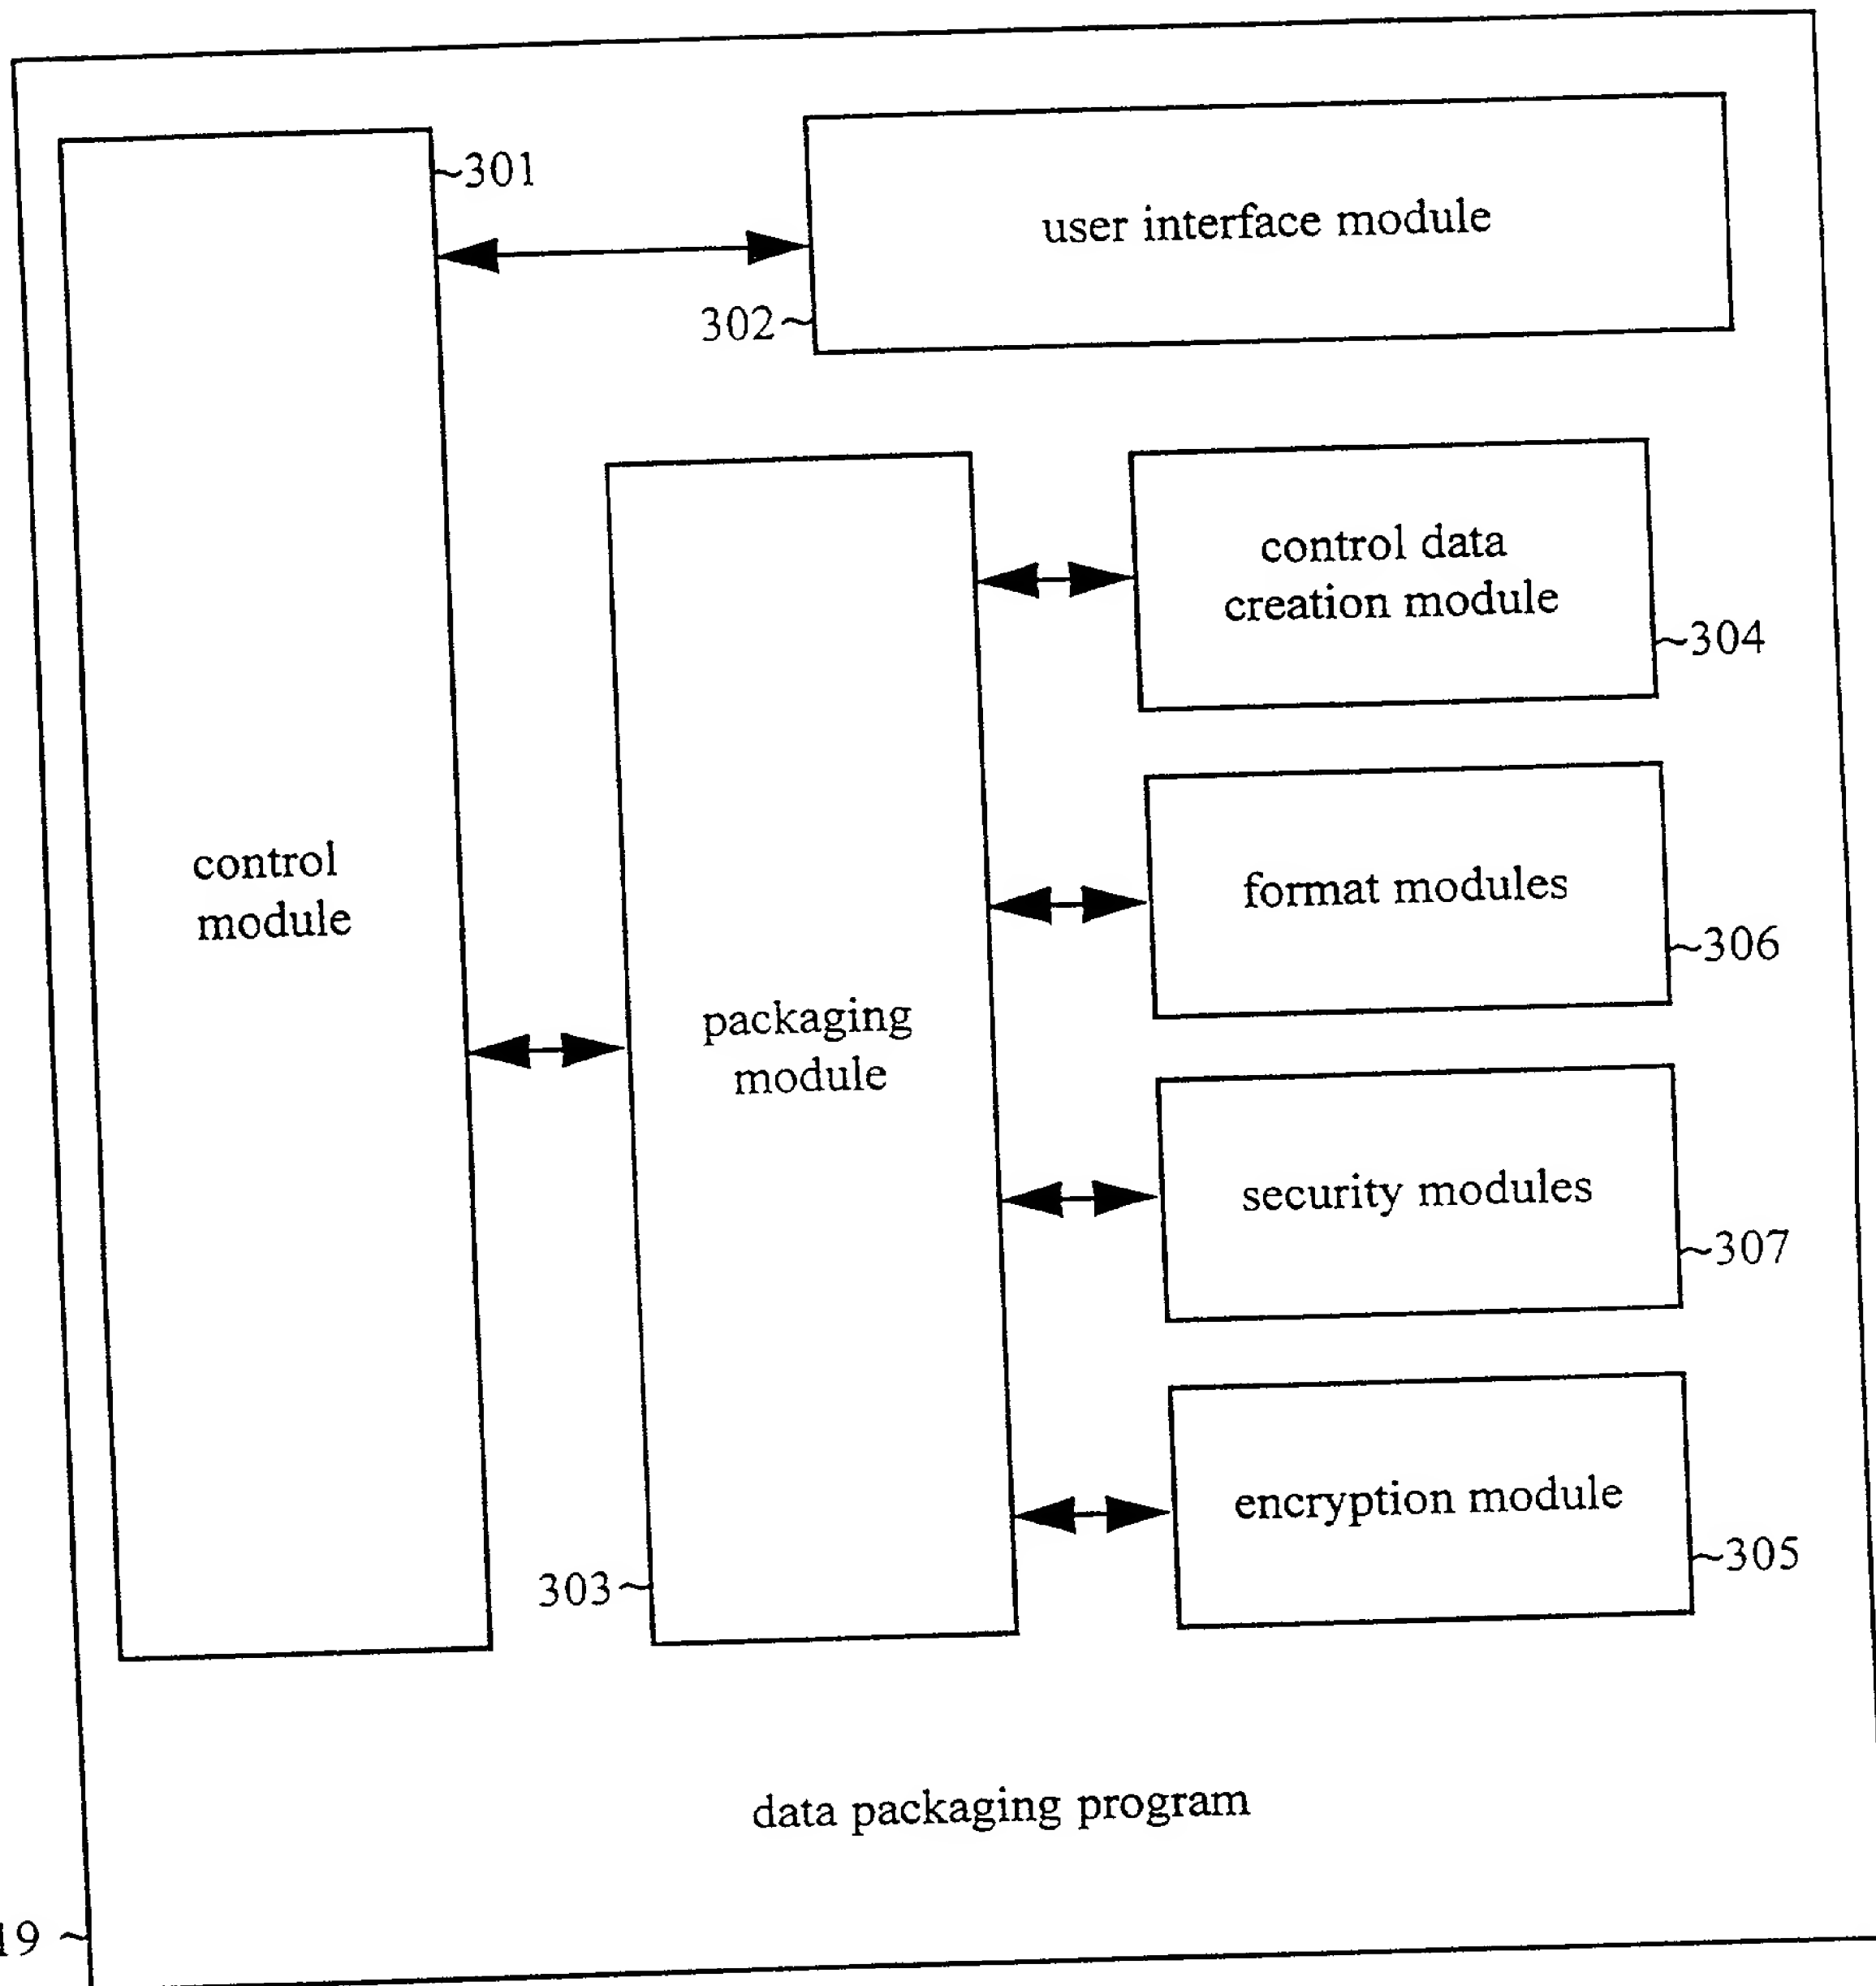 ~301
user interface module
302~
control data
creation module
~304
control
module
format modules
~306
packaging
module
security modules
~307
encryption module
~305
303~
data packaging program
19 ~